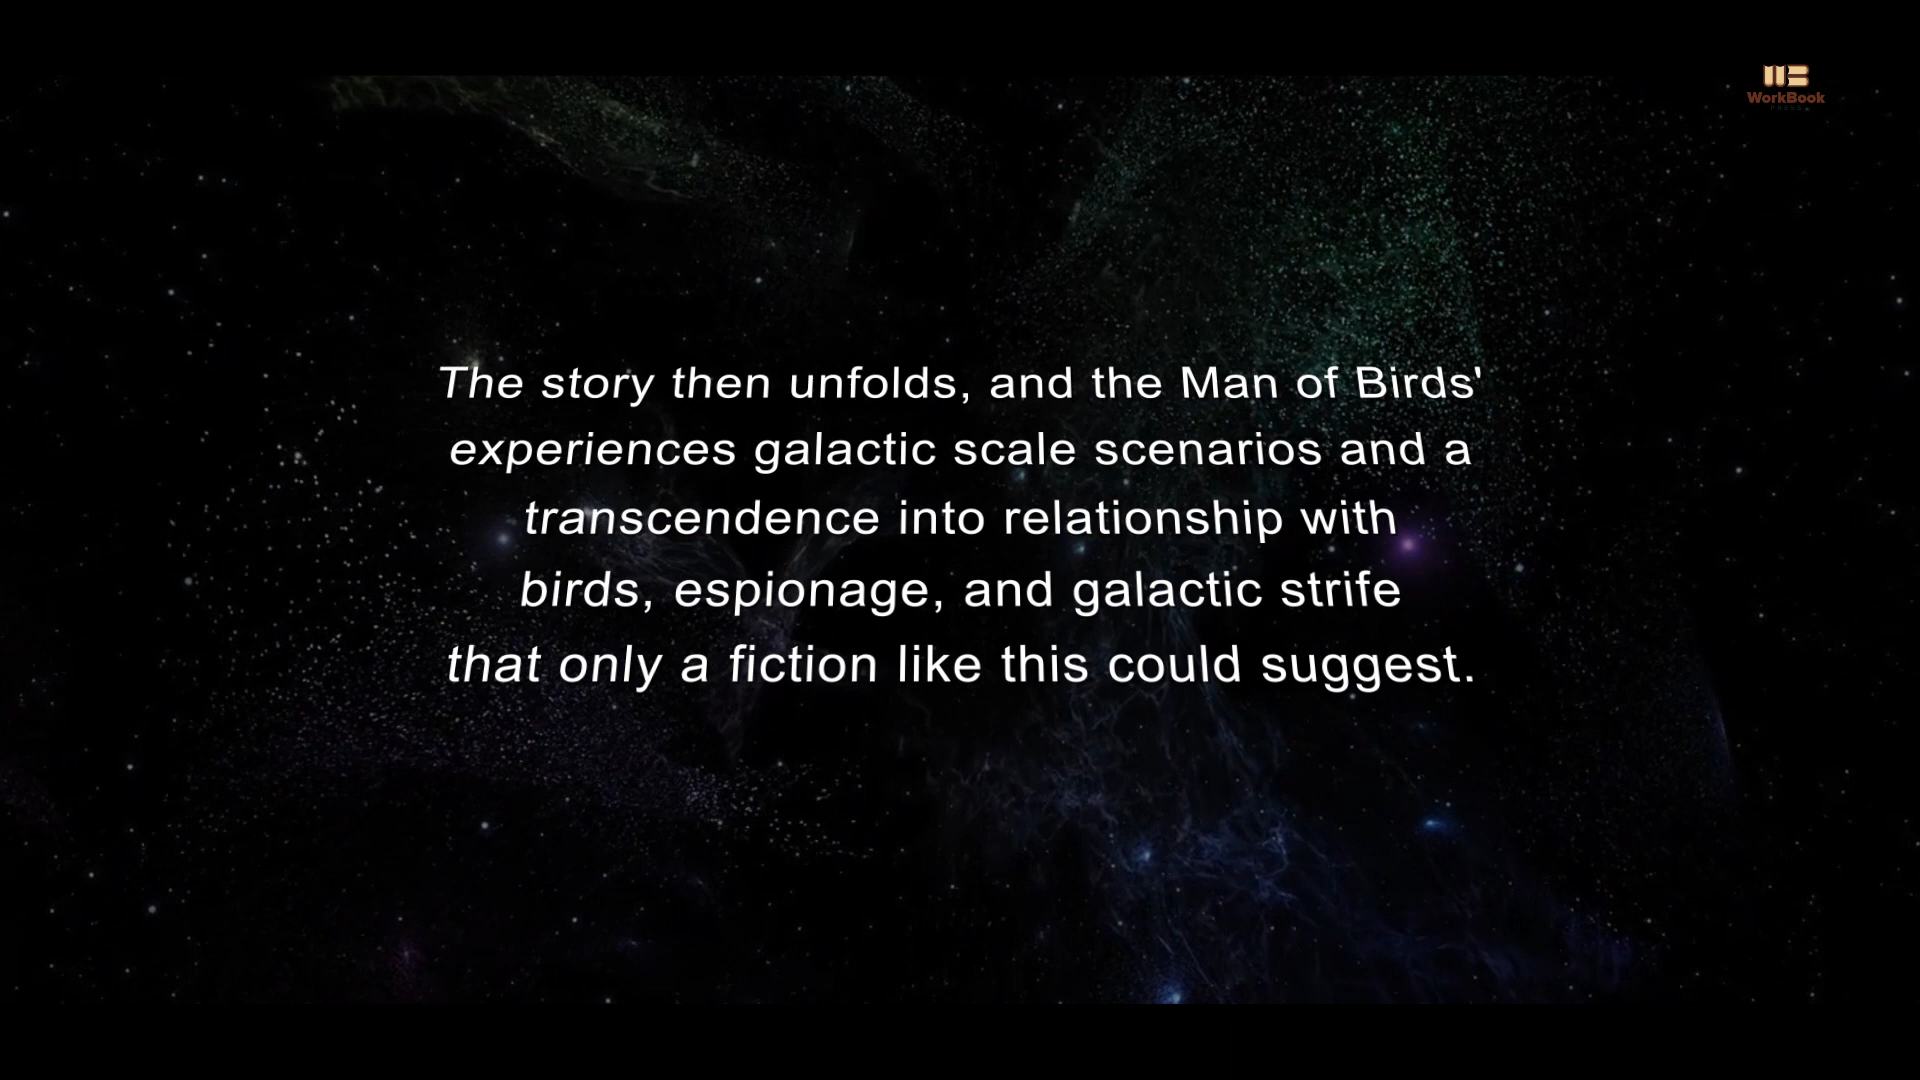 WorkBook
PRESS
The story then unfolds, and the Man of Birds'
experiences galactic scale scenarios and a
transcendence into relationship with
birds, espionage, and galactic strife
that only a fiction like this could suggest.